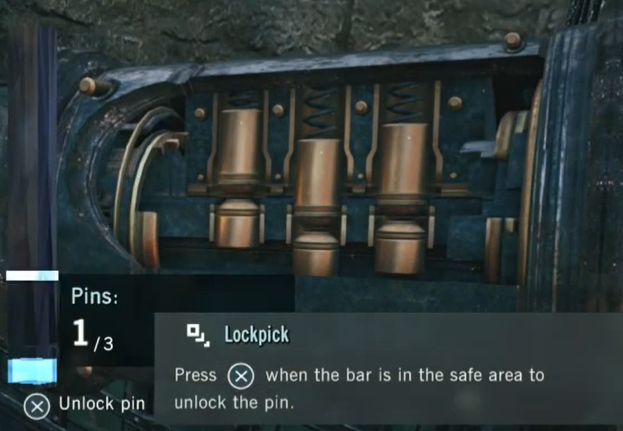 Pins:
1/3
Unlock pin
Lockpick
Press ⓧ when the bar is in the safe area to
unlock the pin.